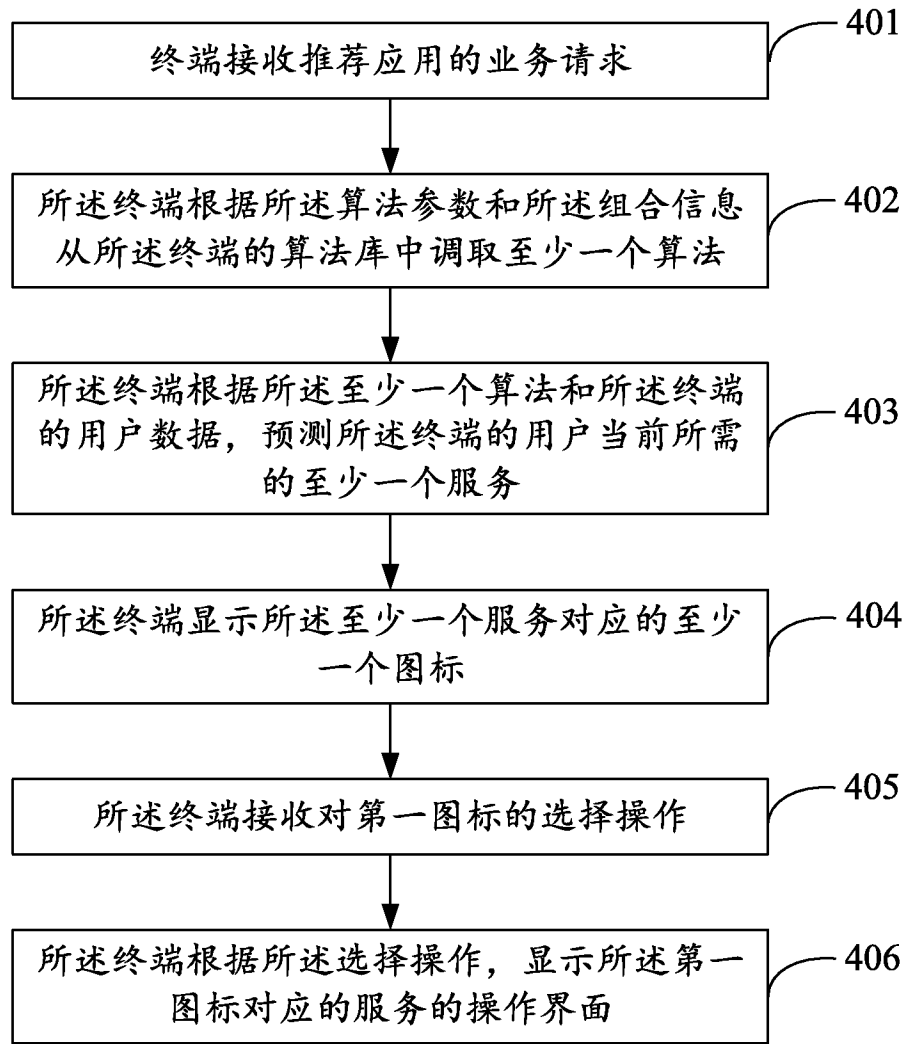 终端接收推荐应用的业务请求
401
所述终端根据所述算法参数和所述组合信息
从所述终端的算法库中调取至少一个算法
402
所述终端根据所述至少一个算法和所述终端
的用户数据，预测所述终端的用户当前所需
的至少一个服务
403
所述终端显示所述至少一个服务对应的至少
一个图标
404
所述终端接收对第一图标的选择操作
405
所述终端根据所述选择操作，显示所述第一
图标对应的服务的操作界面
406